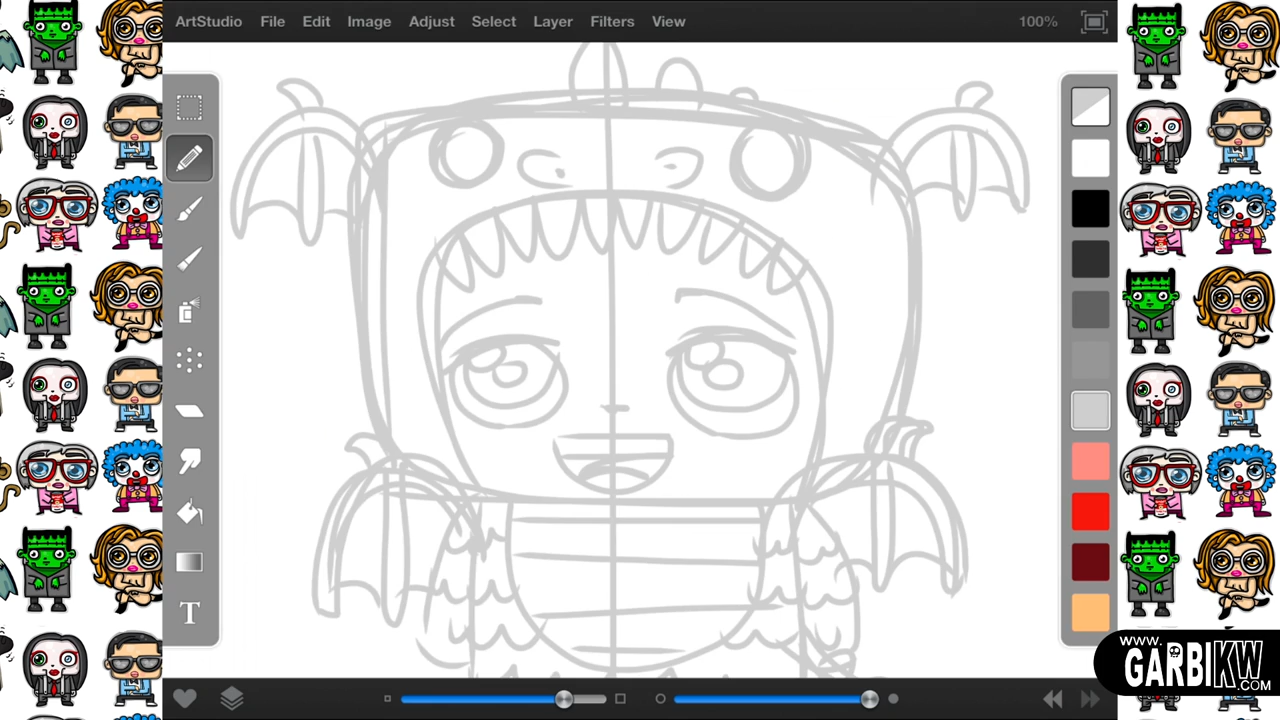 ArtStudio File Edit Image Adjust Select Layer Filters View 100%
T
www.
GARBIKW
.COM